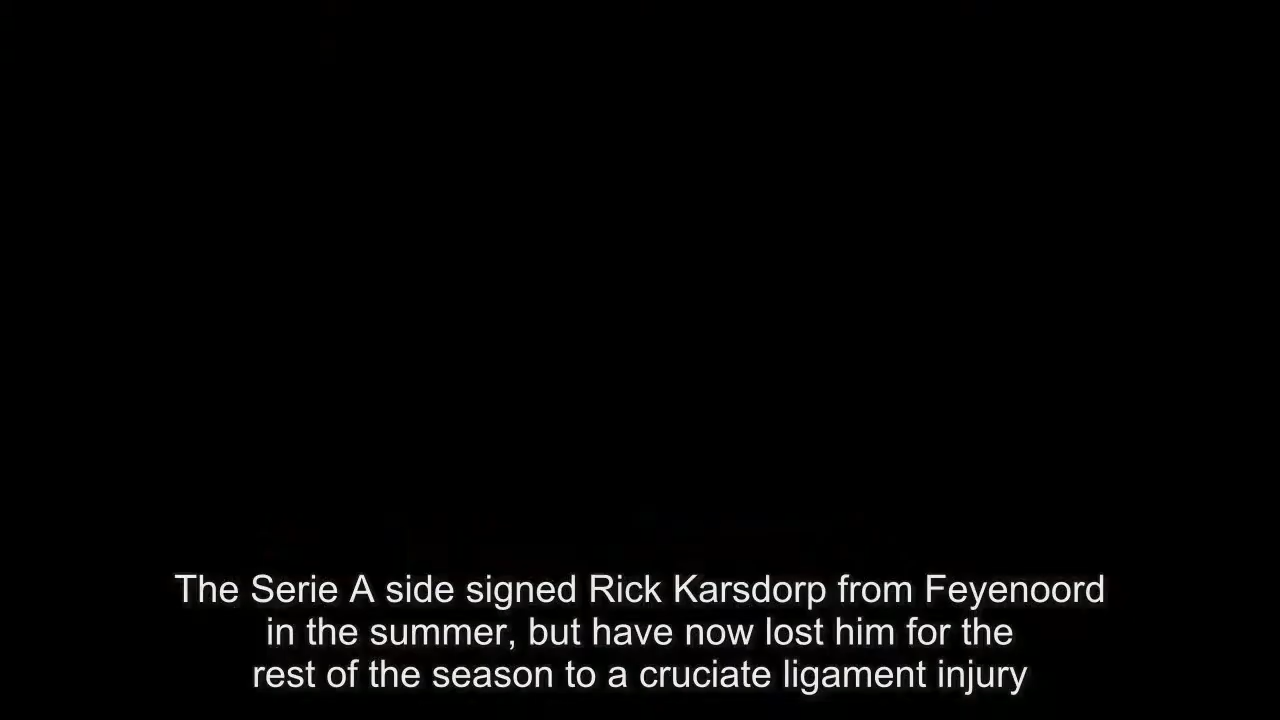 The Serie A side signed Rick Karsdorp from Feyenoord
in the summer, but have now lost him for the
rest of the season to a cruciate ligament injury